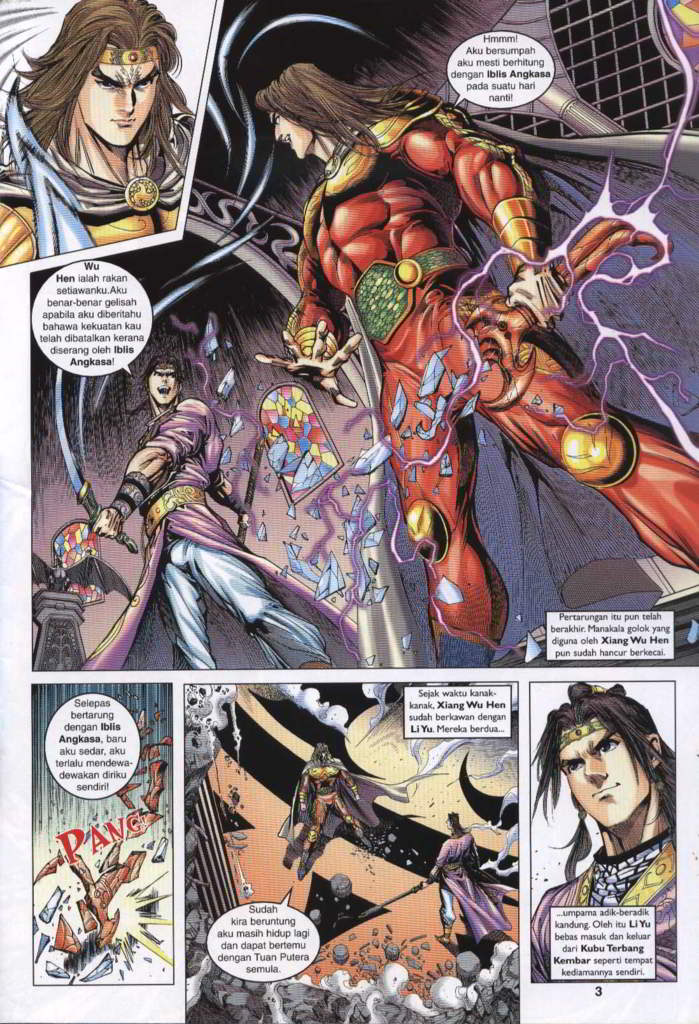 Hmmm!
Aku bersumpah
aku mesti berhitung
dengan Iblis Angkasa
pada suatu hari
nanti!
Wu
Hen ialah rakan
setiawanku.Aku
benar-benar gelisah
apabila aku diberitahu
bahawa kekuatan kau
telah dibatalkan kerana
diserang oleh Iblis
Angkasa!
Pertarungan itu pun telah
berakhir. Manakala golok yang
diguna oleh Xiang Wu Hen
pun sudah hancur berkecai.
Selepas
bertarung
dengan Iblis
Angkasa, baru
aku sedar, aku
terlalu mendewa-
dewakan diriku
sendiri!
PANG!
Sejak waktu kanak-
kanak, Xiang Wu Hen
sudah berkawan dengan
Li Yu. Mereka berdua...
Sudah
kira beruntung
aku masih hidup lagi
dan dapat bertemu
dengan Tuan Putera
semula.
...umpama adik-beradik
kandung. Oleh itu Li Yu
bebas masuk dan keluar
dari Kubu Terbang
Kembar seperti tempat
kediamannya sendiri.
3